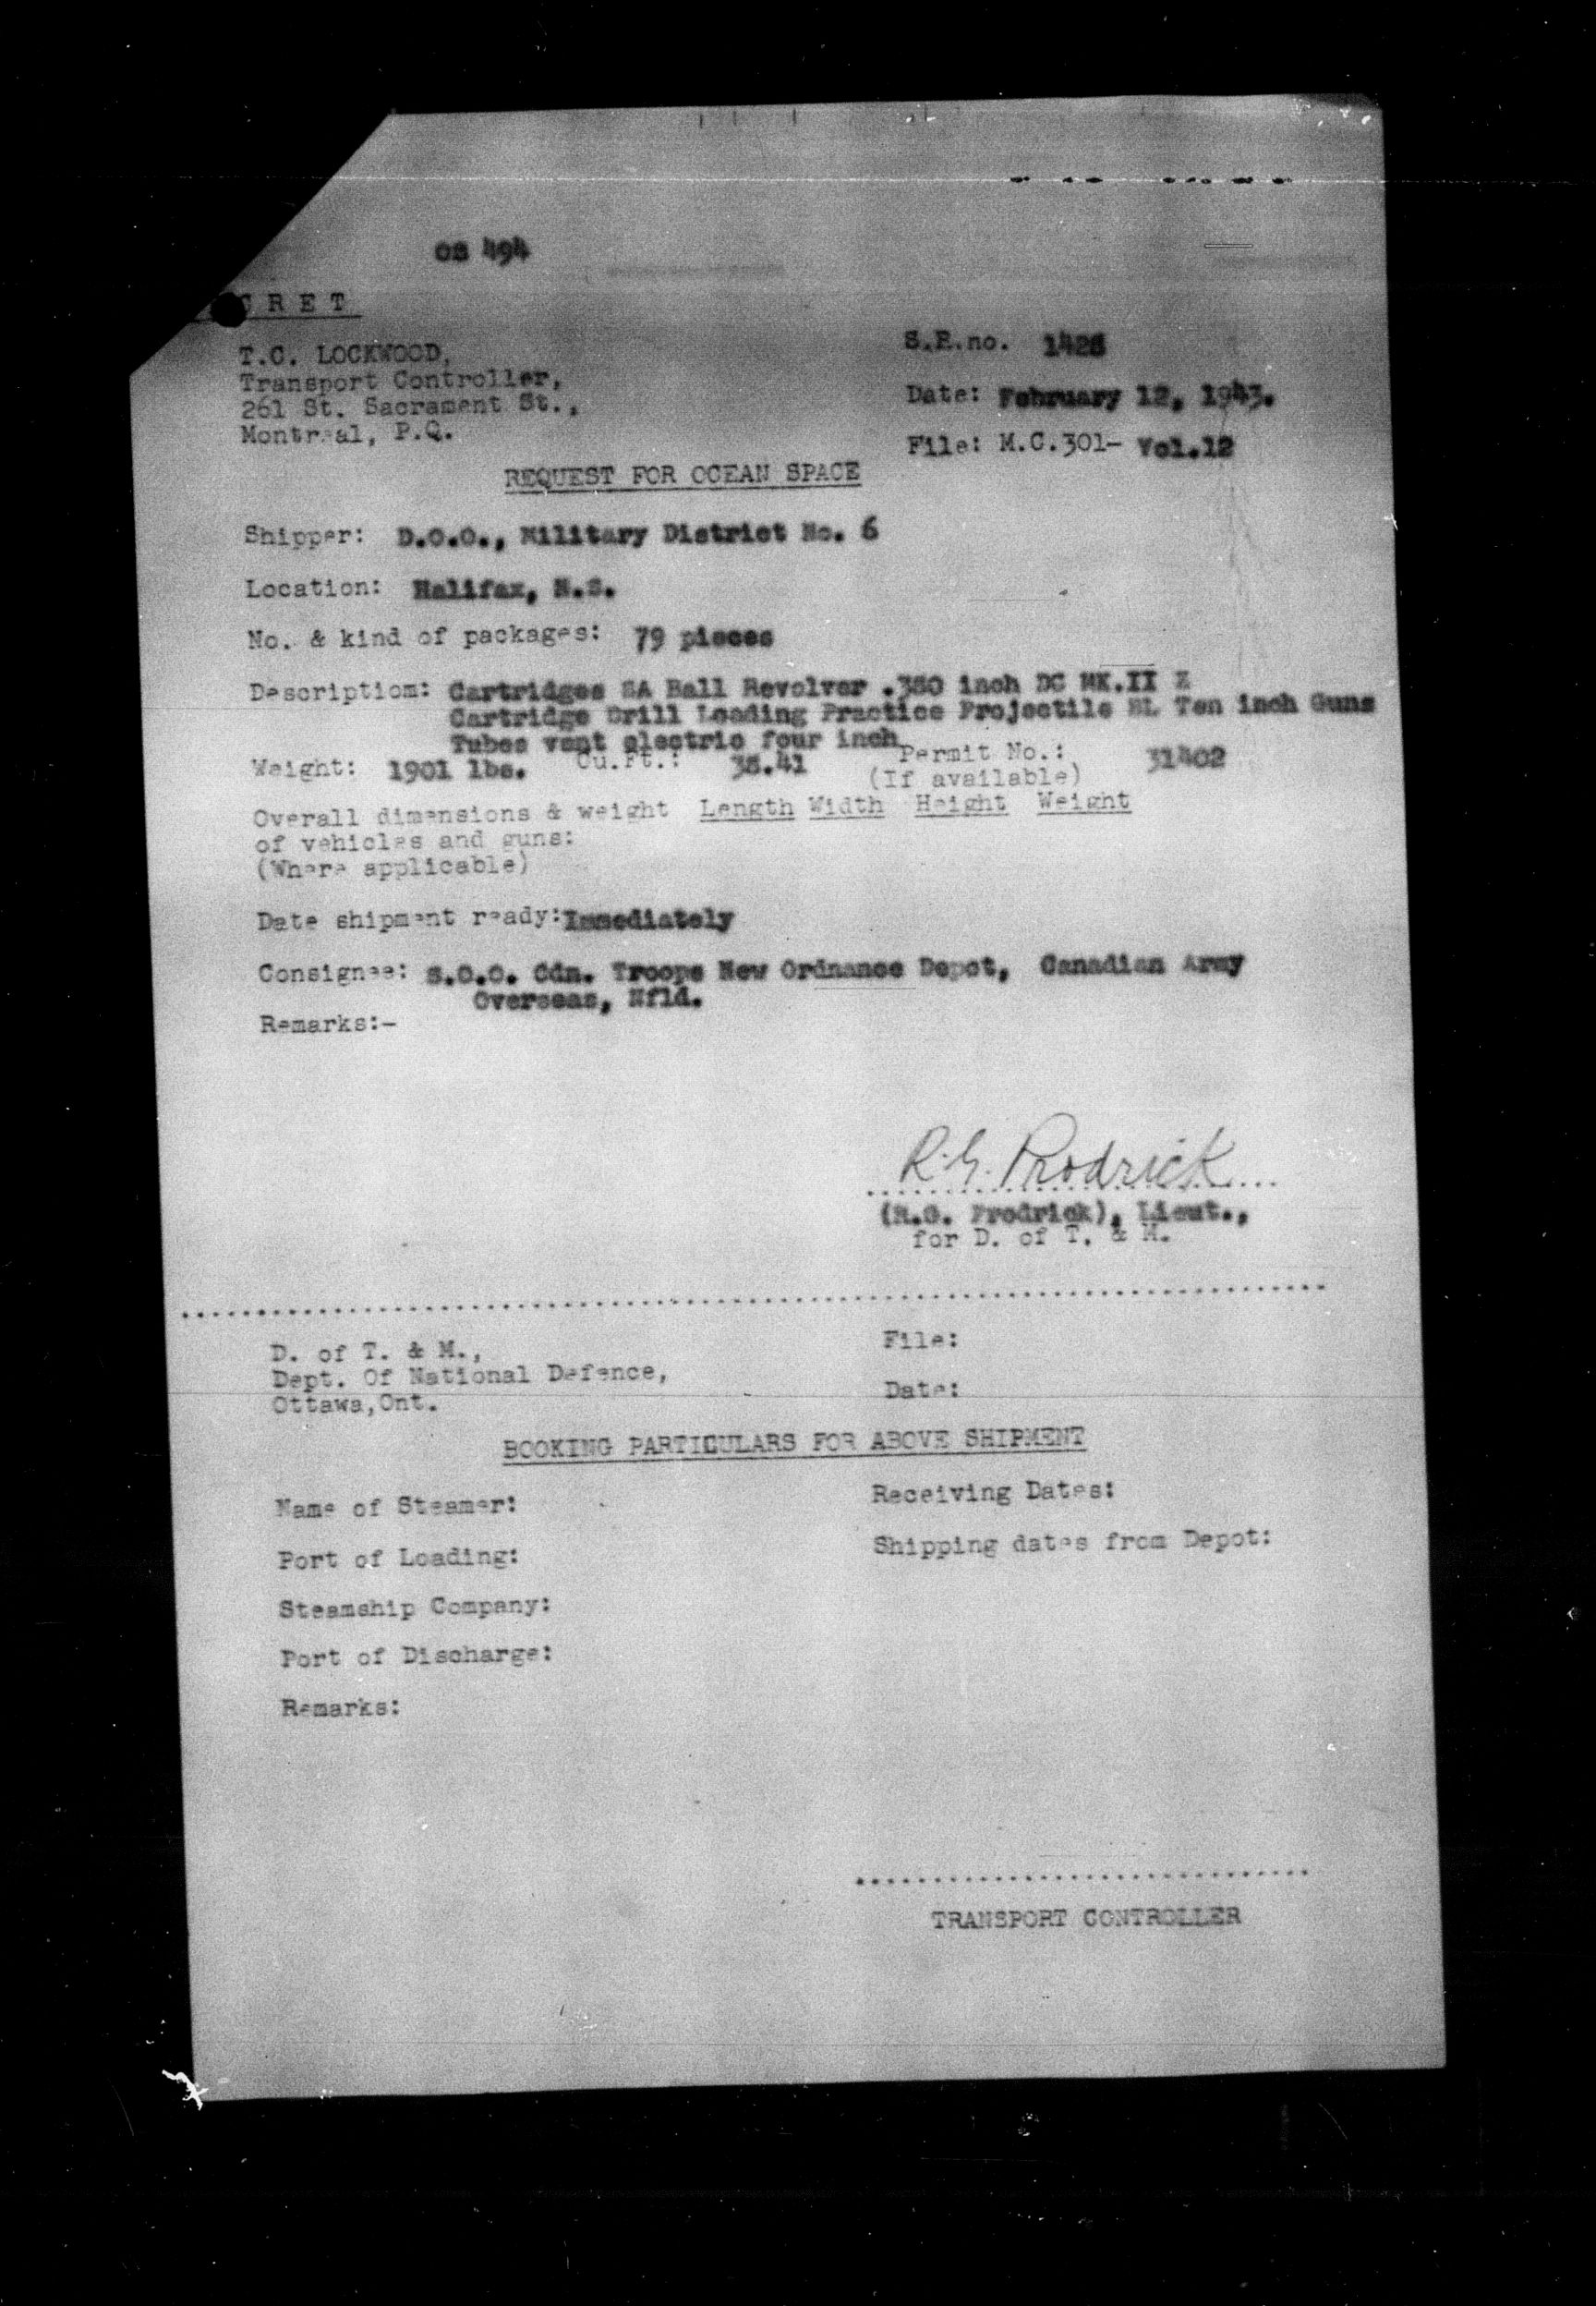 OS 494
CRET
T.C. LOCKWOOD,
Transport Controller,
261 St. Sacrament St.,
Montreal, P.Q.
S.R.no. 1428
Date: February 12, 1943.
File: M.C.301- Vol.12
REQUEST FOR OCEAN SPACE
Shipper: D.O.O., Military District No. 6
Location: Halifax, N.S.
No. & kind of packages: 79 pieces
Description: Cartridges SA Ball Revolver .380 inch DC MK.II Z
Cartridge Drill Loading Practice Projectile BL Ten inch Guns
Tubes vent electric four inch
Weight: 1901 lbs. Cu.Ft.: 38.41 Permit No.: 31402
(If available)
Overall dimensions & weight Length Width Height Weight
of vehicles and guns:
(Where applicable)
Date shipment ready:Immediately
Consignee: S.O.O. Cdn. Troops New Ordnance Depot, Canadian Army
Overseas, Nfld.
Remarks:-
R.G. Prodrick
(R.G. Prodrick), Lieut.,
for D. of T. & M.
D. of T. & M.,
Dept. Of National Defence,
Ottawa,Ont.
File:
Date:
BOOKING PARTICULARS FOR ABOVE SHIPMENT
Name of Steamer:
Receiving Dates:
Port of Loading:
Shipping dates from Depot:
Steamship Company:
Port of Discharge:
Remarks:
TRANSPORT CONTROLLER